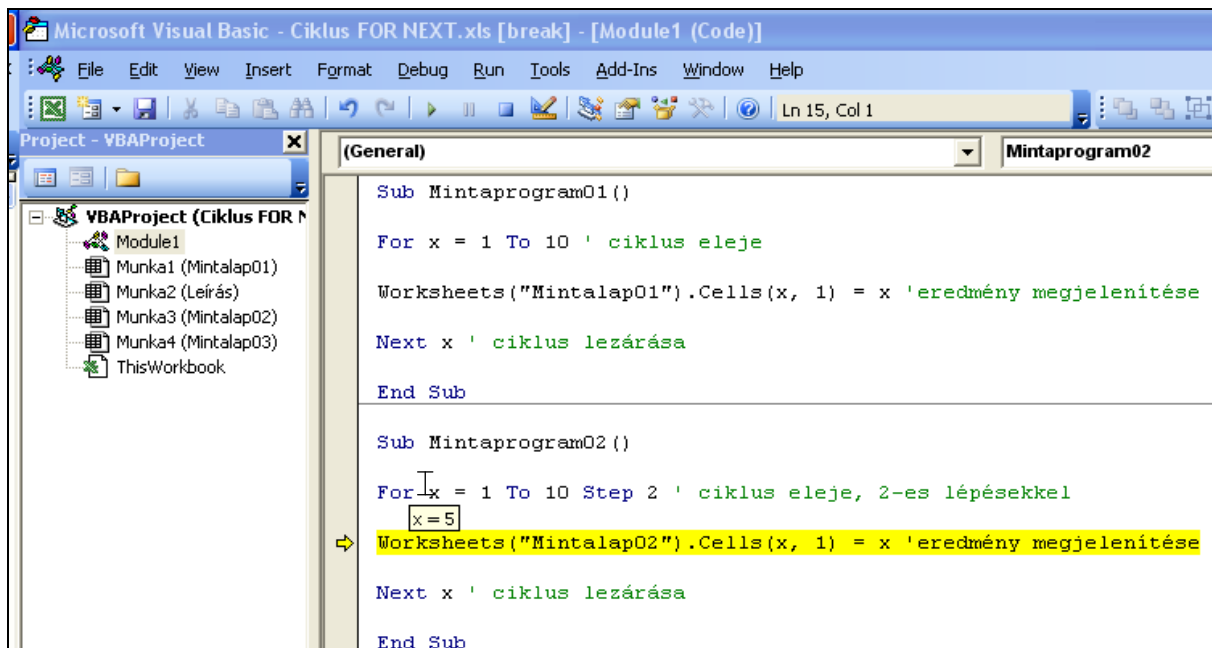 Microsoft Visual Basic - Ciklus FOR NEXT.xls [break] - [Module1 (Code)]
File Edit View Insert Format Debug Run Tools Add-Ins Window Help
Ln 15, Col 1
Project - VBAProject
(General) Mintaprogram02
VBAProject (Ciklus FOR N
Module1
Munka1 (Mintalap01)
Munka2 (Leírás)
Munka3 (Mintalap02)
Munka4 (Mintalap03)
ThisWorkbook
Sub Mintaprogram01()
For x = 1 To 10 ' ciklus eleje
Worksheets("Mintalap01").Cells(x, 1) = x 'eredmény megjelenítése
Next x ' ciklus lezárása
End Sub
Sub Mintaprogram02()
For x = 1 To 10 Step 2 ' ciklus eleje, 2-es lépésekkel
x = 5
Worksheets("Mintalap02").Cells(x, 1) = x 'eredmény megjelenítése
Next x ' ciklus lezárása
End Sub